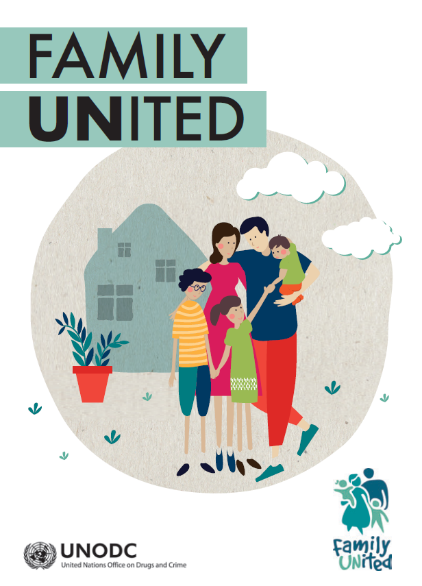 FAMILY
UNITED
UNODC
United Nations Office on Drugs and Crime
Family
UNited